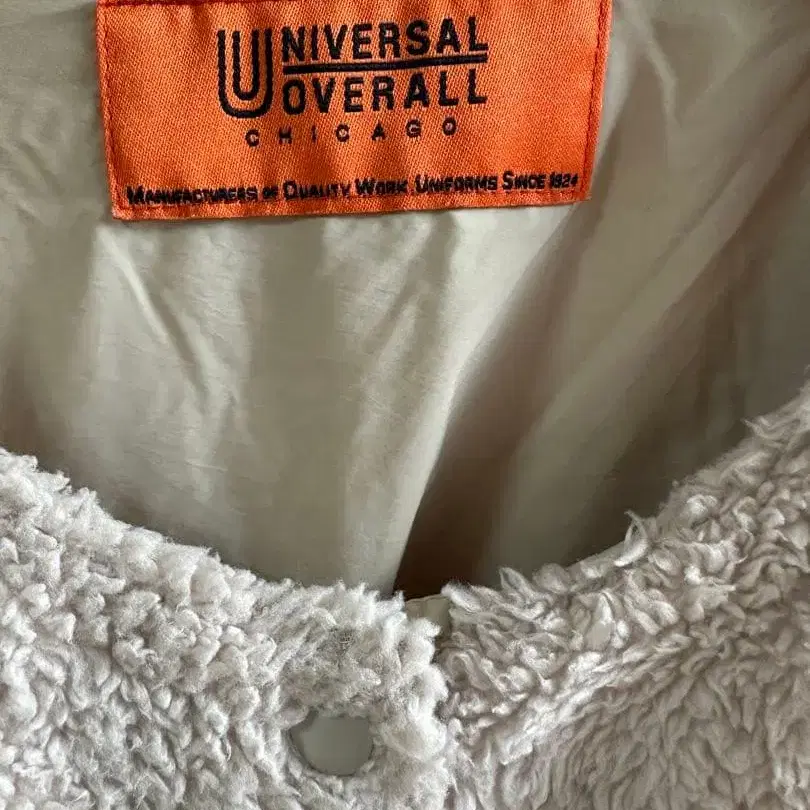 UNIVERSAL
OVERALL
CHICAGO
MANUFACTURERS OF QUALITY WORK UNIFORMS SINCE 1924